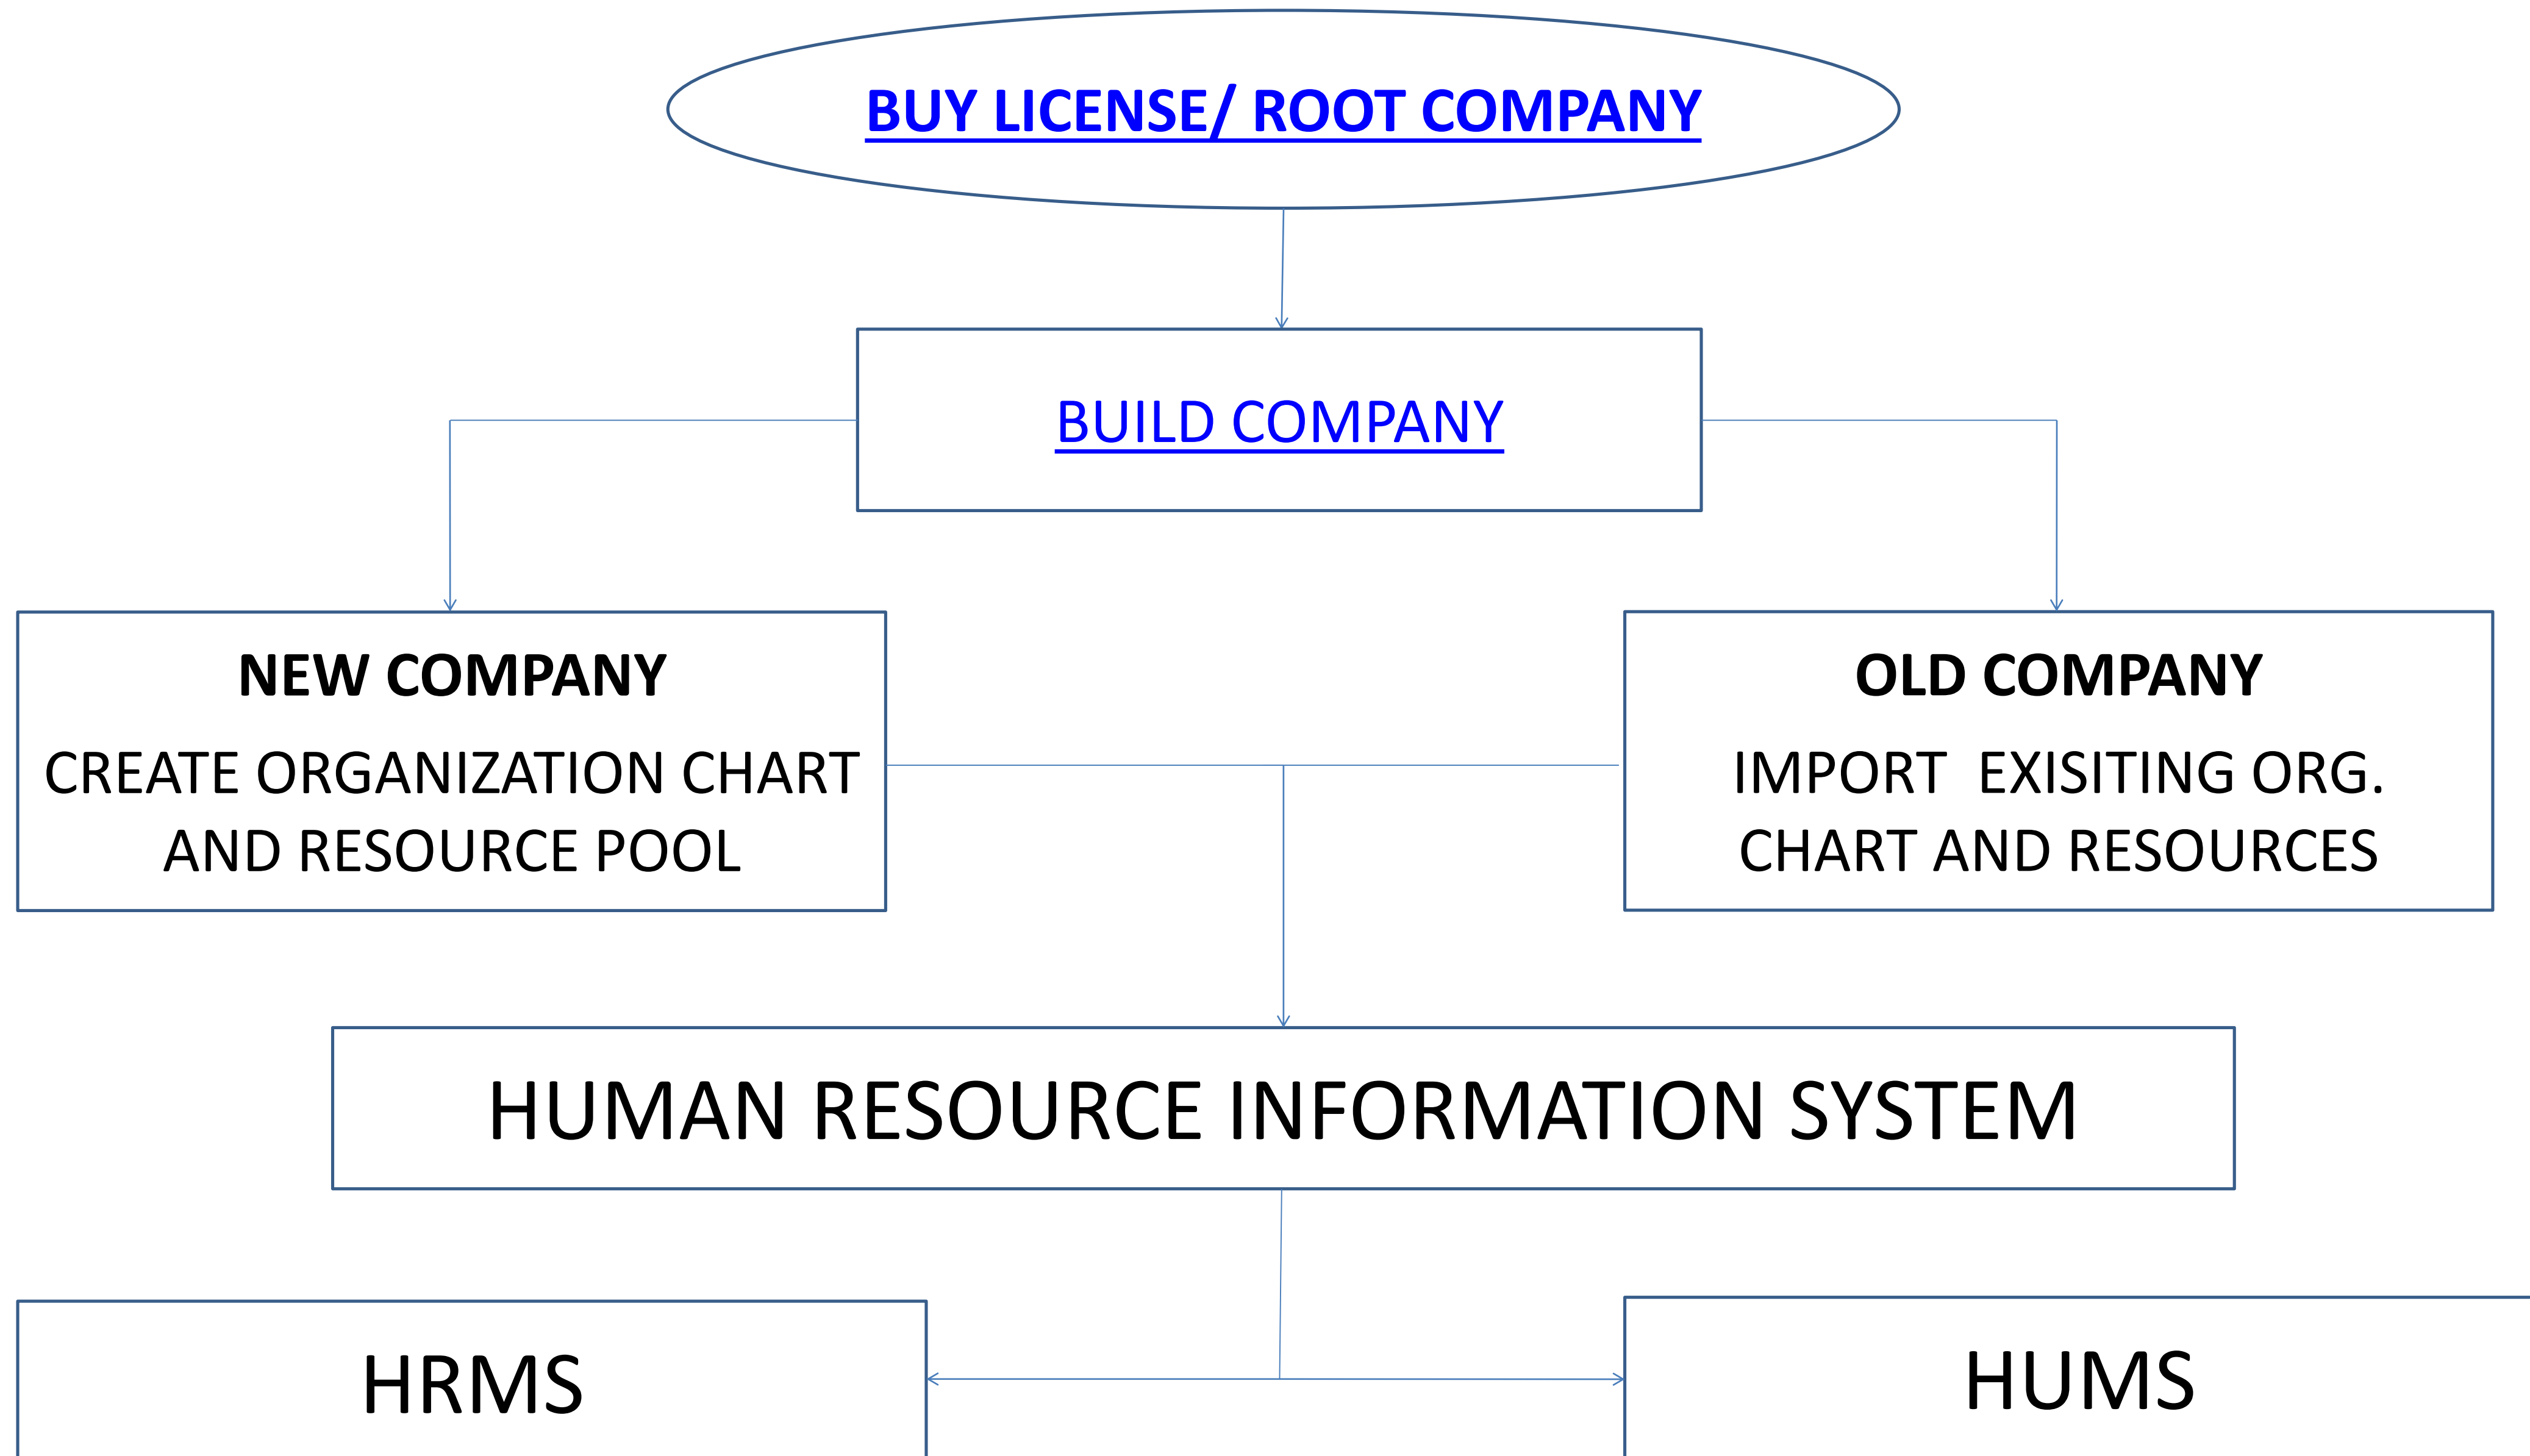 BUY LICENSE/ ROOT COMPANY
BUILD COMPANY
NEW COMPANY
CREATE ORGANIZATION CHART
AND RESOURCE POOL
OLD COMPANY
IMPORT  EXISITING ORG.
CHART AND RESOURCES
HUMAN RESOURCE INFORMATION SYSTEM
HRMS
HUMS